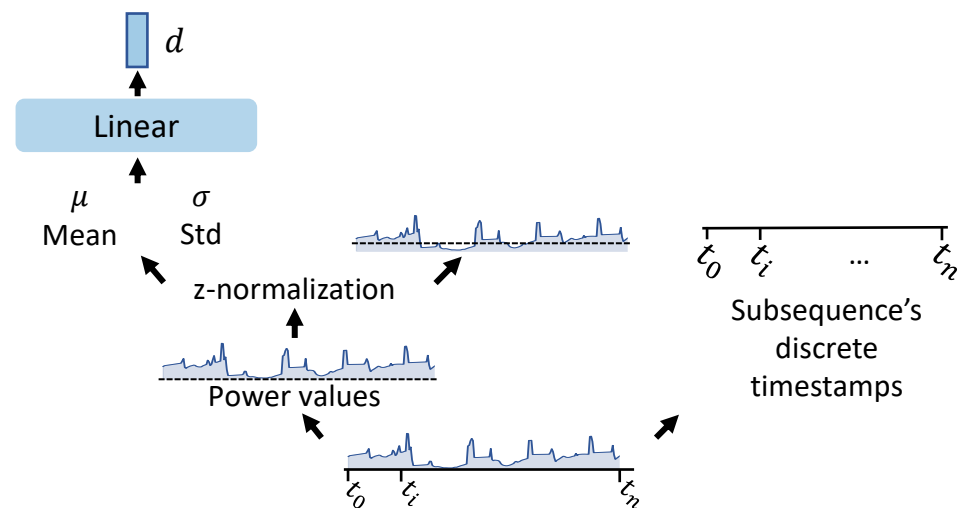 d
Linear
μ σ
Mean Std
t₀ tᵢ ... tₙ
z-normalization
Subsequence’s
discrete
timestamps
Power values
t₀ tᵢ tₙ